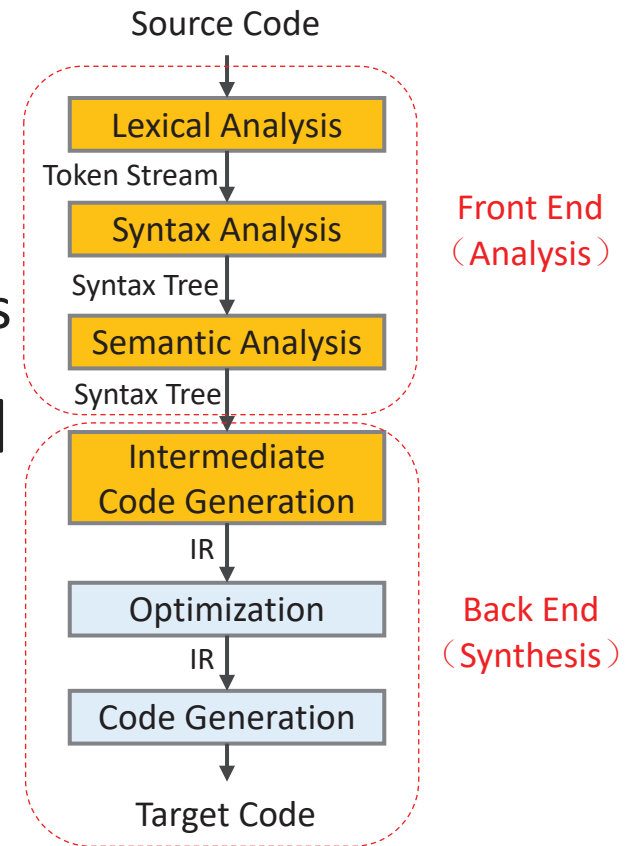 Source Code
Lexical Analysis
Token Stream
Syntax Analysis
Front End
（Analysis）
Syntax Tree
s
Semantic Analysis
Syntax Tree
Intermediate
Code Generation
IR
Optimization
Back End
（Synthesis）
IR
Code Generation
Target Code